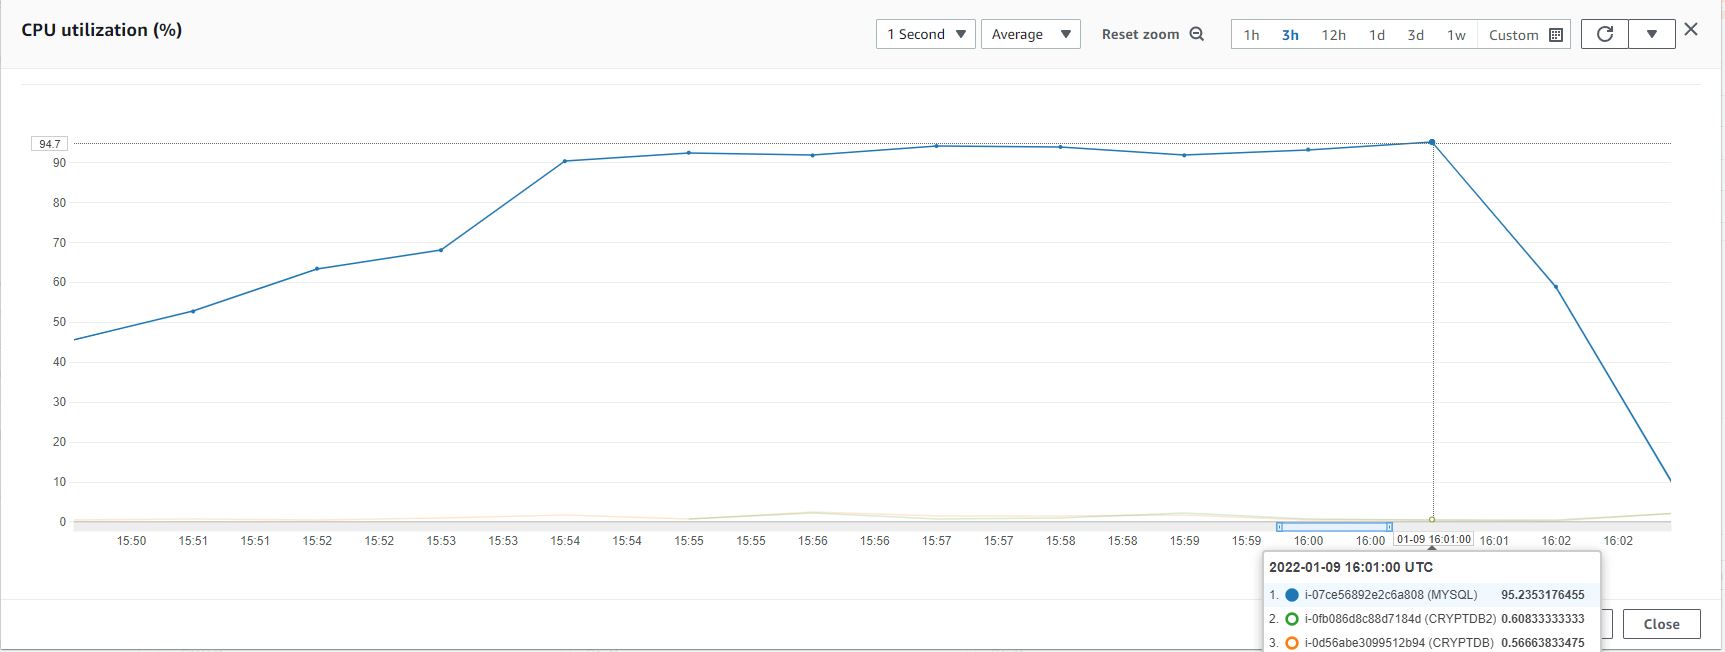 CPU utilization (%)
1 Second Average Reset zoom 1h 3h 12h 1d 3d 1w Custom
94.7
90
80
70
60
50
40
30
20
10
0
15:50 15:51 15:51 15:52 15:52 15:53 15:53 15:54 15:54 15:55 15:55 15:56 15:56 15:57 15:57 15:58 15:58 15:59 15:59 16:00 16:00 01-09 16:01:00 16:01 16:02 16:02
2022-01-09 16:01:00 UTC
1. i-07ce56892e2c6a808 (MYSQL) 95.2353176455
2. i-0fb086d8c88d7184d (CRYPTDB2) 0.60833333333
3. i-0d56abe3099512b94 (CRYPTDB) 0.56663833475
Close